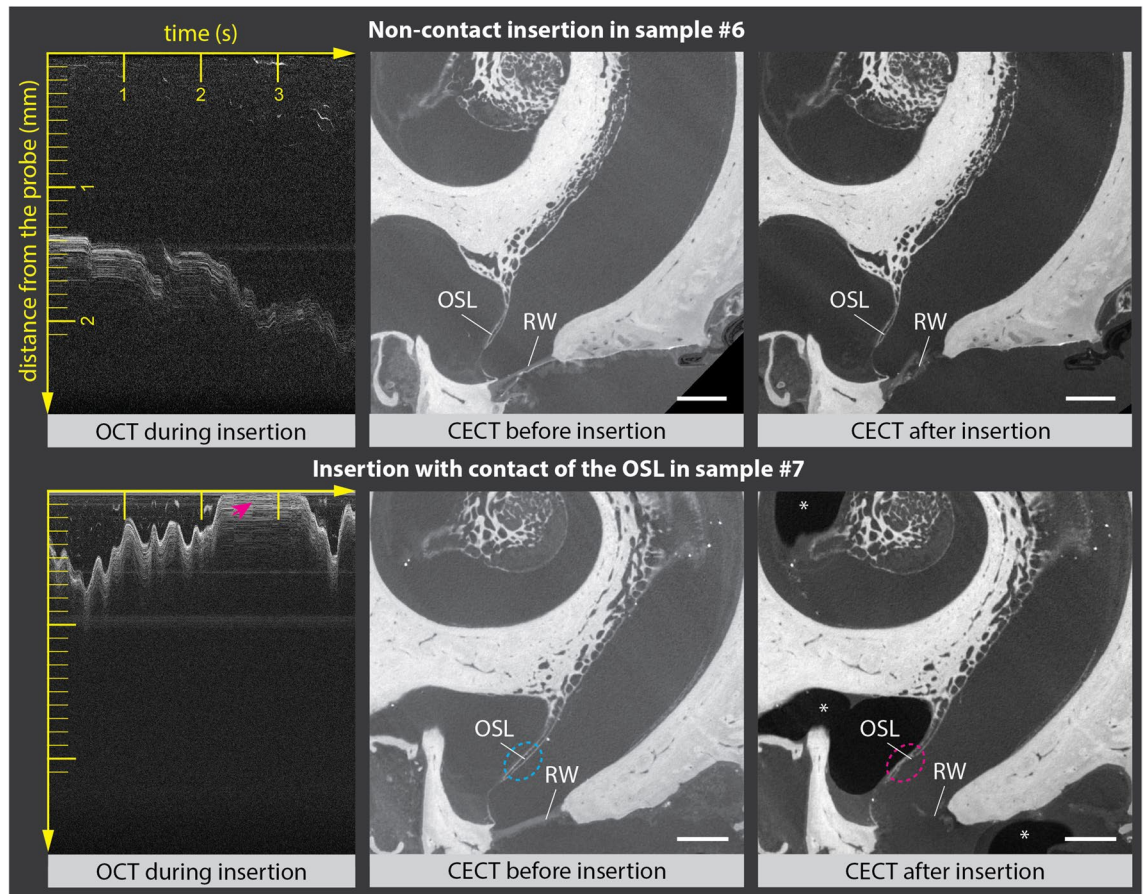 Non-contact insertion in sample #6
time (s)
1
2
3
distance from the probe (mm)
1
2
OSL
RW
OSL
RW
OCT during insertion
CECT before insertion
CECT after insertion
Insertion with contact of the OSL in sample #7
*
*
OSL
RW
OSL
RW
*
OCT during insertion
CECT before insertion
CECT after insertion